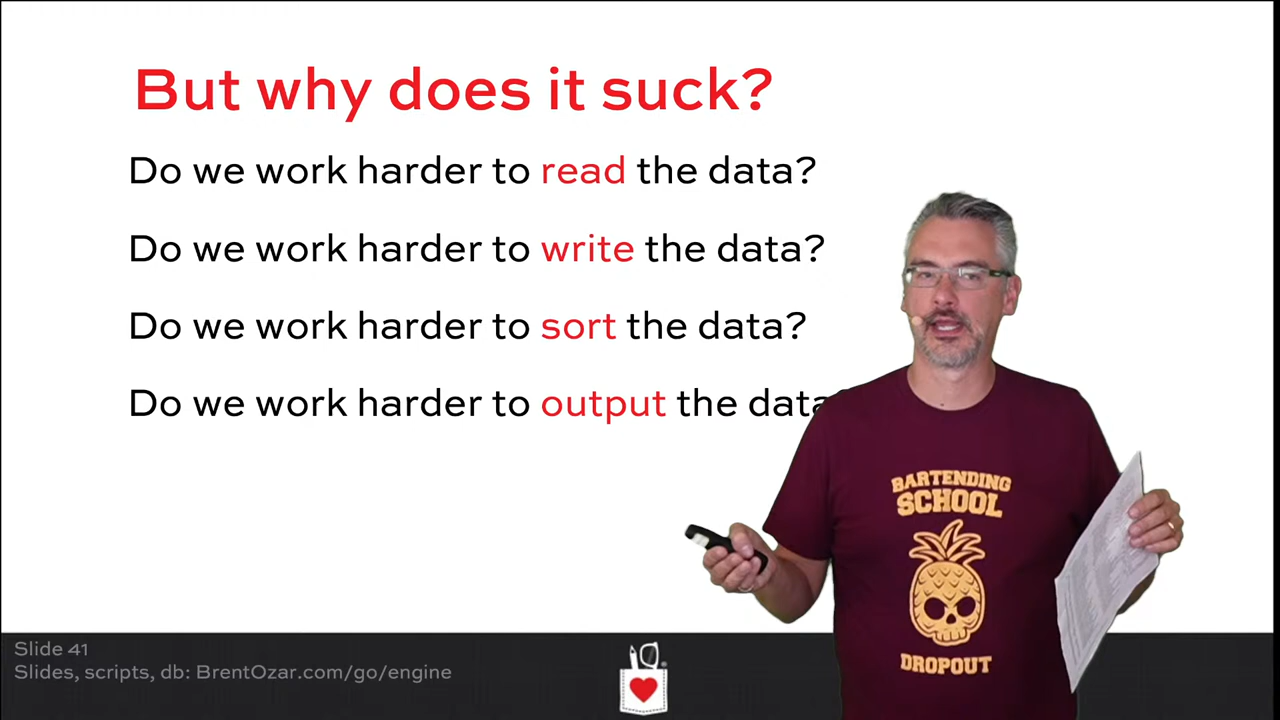 But why does it suck?
Do we work harder to read the data?
Do we work harder to write the data?
Do we work harder to sort the data?
Do we work harder to output the data
BARTENDING
SCHOOL
DROPOUT
Slide 41
Slides, scripts, db: BrentOzar.com/go/engine